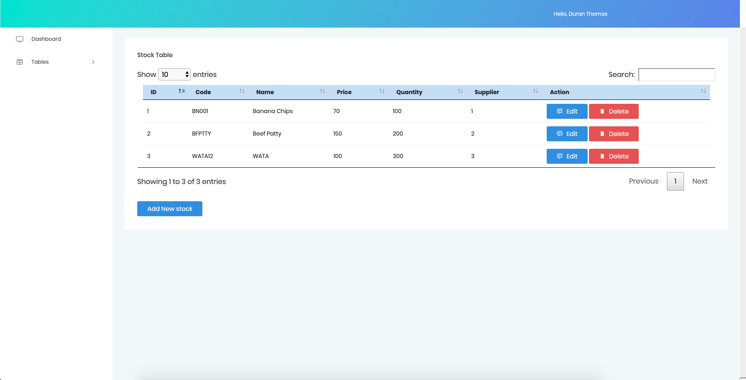 Hello, Duran Thomas
Dashboard
Tables
Stock Table
Show 10 entries
Search:
ID Code Name Price Quantity Supplier Action
1 BN001 Banana Chips 70 100 1 Edit Delete
2 BFPTTY Beef Patty 150 200 2 Edit Delete
3 WATA12 WATA 100 300 3 Edit Delete
Showing 1 to 3 of 3 entries
Previous 1 Next
Add New stock